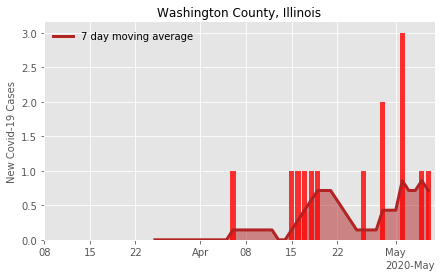 Washington County, Illinois
7 day moving average
New Covid-19 Cases
3.0
2.5
2.0
1.5
1.0
0.5
0.0
08 15 22 Apr 08 15 22 May
2020-May